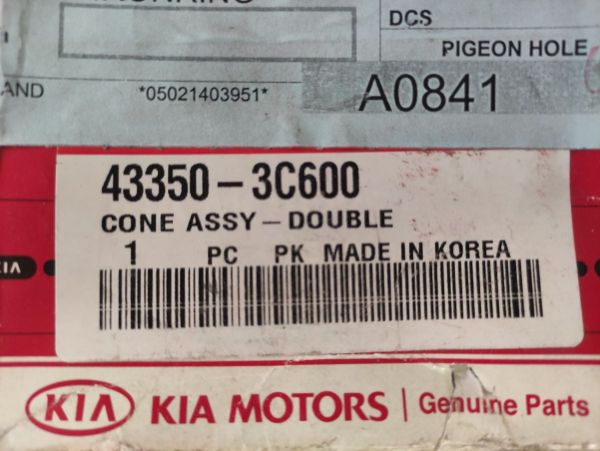 DCS
PIGEON HOLE
AND *05021403951* A0841
43350-3C600
CONE ASSY-DOUBLE
1 PC PK MADE IN KOREA
KIA KIA MOTORS | Genuine Parts